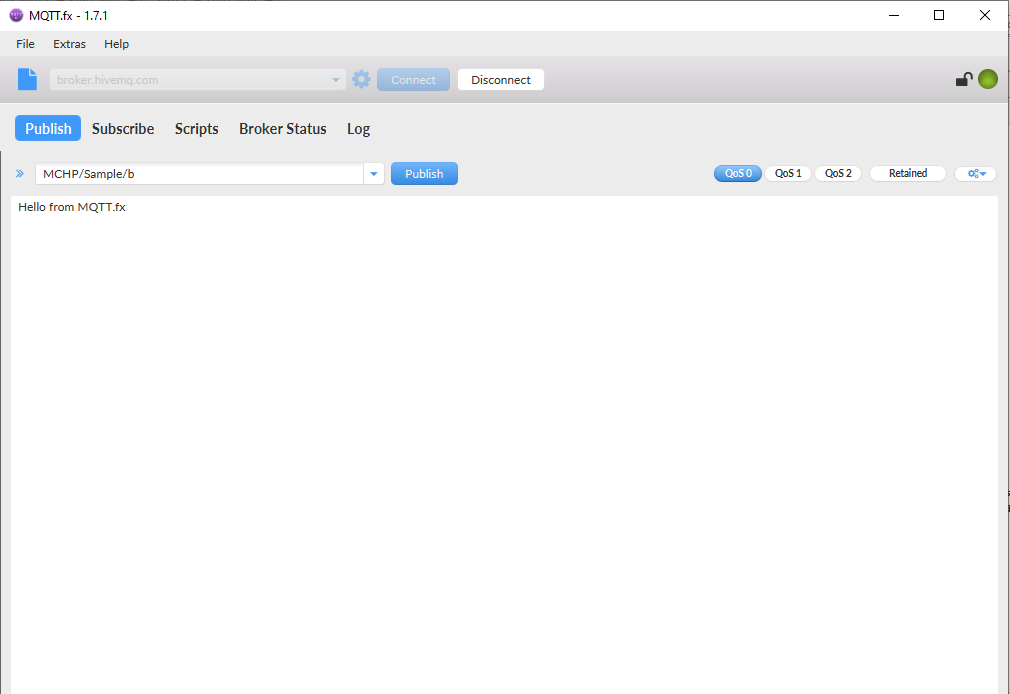 MQTT.fx - 1.7.1
File Extras Help
broker.hivemq.com Connect Disconnect
Publish Subscribe Scripts Broker Status Log
MCHP/Sample/b Publish QoS 0 QoS 1 QoS 2 Retained
Hello from MQTT.fx